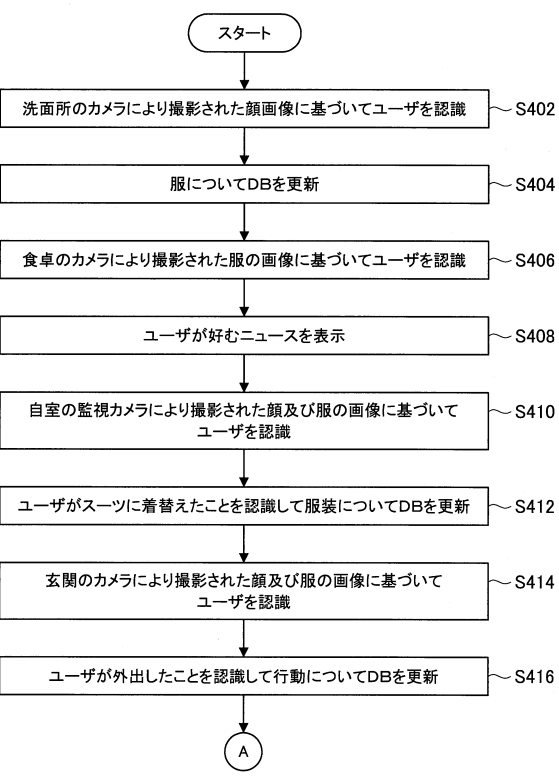 スタート
洗面所のカメラにより撮影された顔画像に基づいてユーザを認識
S402
服についてDBを更新
S404
食卓のカメラにより撮影された服の画像に基づいてユーザを認識
S406
ユーザが好むニュースを表示
S408
自室の監視カメラにより撮影された顔及び服の画像に基づいて
ユーザを認識
S410
ユーザがスーツに着替えたことを認識して服装についてDBを更新
S412
玄関のカメラにより撮影された顔及び服の画像に基づいて
ユーザを認識
S414
ユーザが外出したことを認識して行動についてDBを更新
S416
A